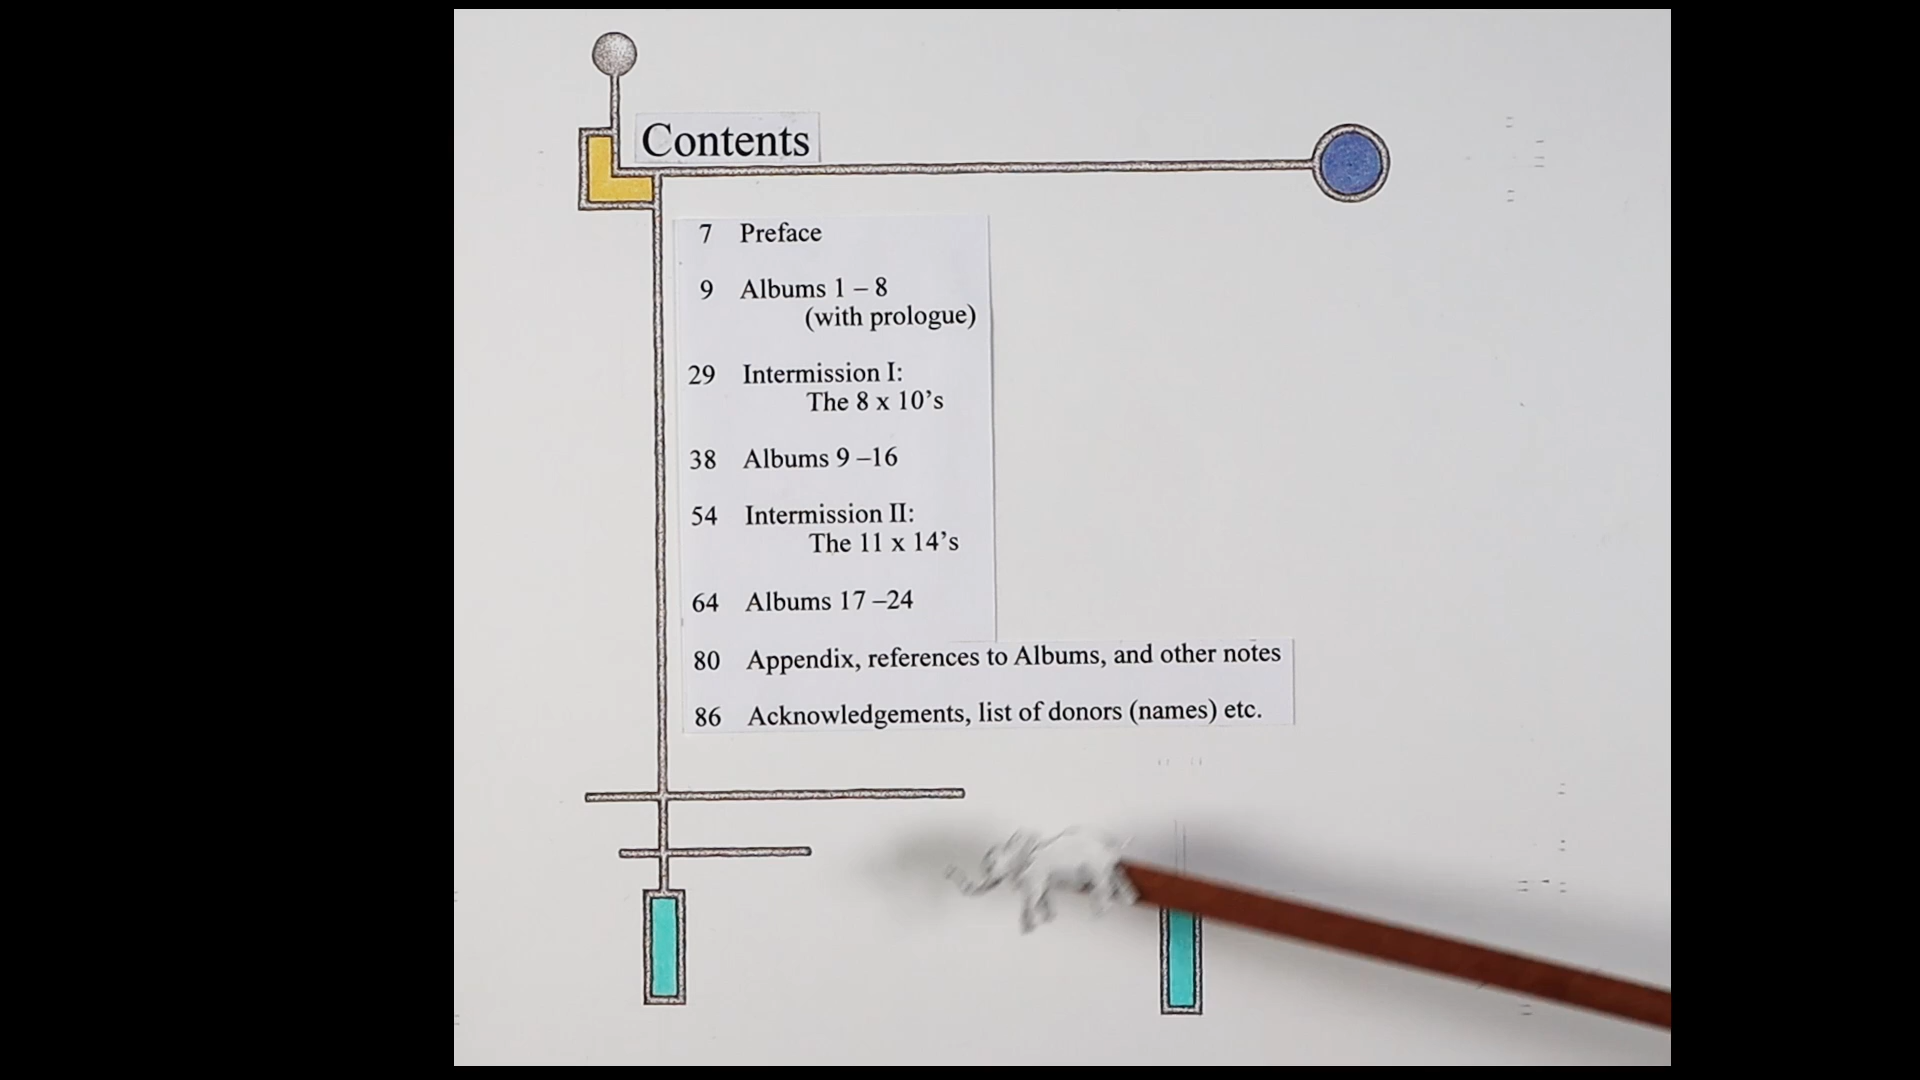 Contents
7 Preface
9 Albums 1 – 8
(with prologue)
29 Intermission I:
The 8 x 10’s
38 Albums 9 –16
54 Intermission II:
The 11 x 14’s
64 Albums 17 –24
80 Appendix, references to Albums, and other notes
86 Acknowledgements, list of donors (names) etc.